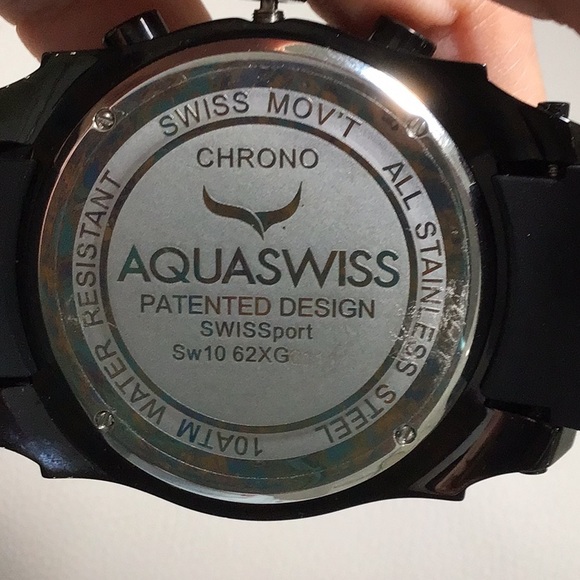 SWISS MOV'T
ALL STAINLESS STEEL
10ATM WATER RESISTANT
CHRONO
AQUASWISS
PATENTED DESIGN
SWISSport
Sw10 62XG